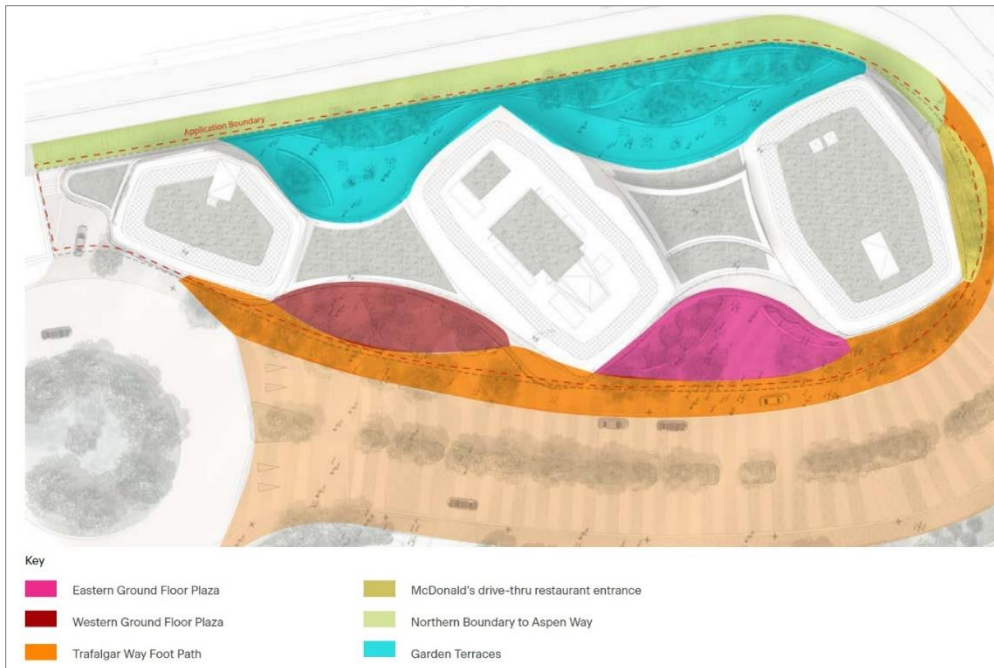 Application Boundary
Key
Eastern Ground Floor Plaza
Western Ground Floor Plaza
Trafalgar Way Foot Path
McDonald's drive-thru restaurant entrance
Northern Boundary to Aspen Way
Garden Terraces